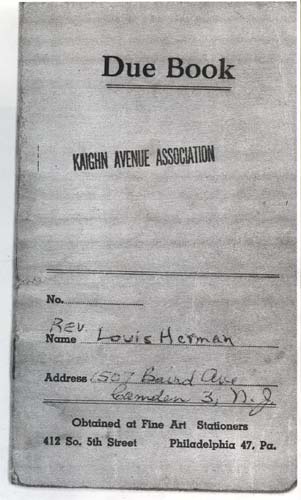 Due Book
KAIGHN AVENUE ASSOCIATION
No.
Rev.
Name Louis Herman
Address 1507 Baird Ave
Camden 3, N.J
Obtained at Fine Art Stationers
412 So. 5th Street Philadelphia 47. Pa.